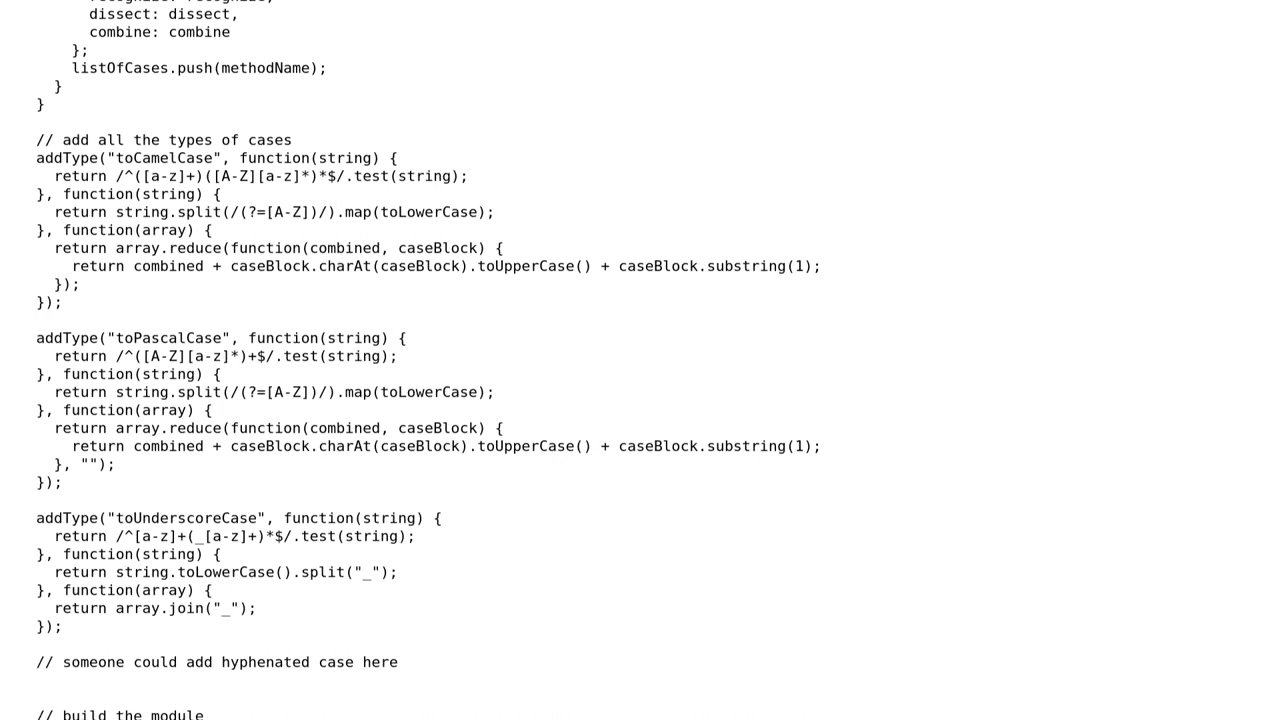 dissect: dissect,
combine: combine
};
listOfCases.push(methodName);
}
}
// add all the types of cases
addType("toCamelCase", function(string) {
return /^([a-z]+)([A-Z][a-z]*)*$/.test(string);
}, function(string) {
return string.split(/(?=[A-Z])/).map(toLowerCase);
}, function(array) {
return array.reduce(function(combined, caseBlock) {
return combined + caseBlock.charAt(caseBlock).toUpperCase() + caseBlock.substring(1);
});
});
addType("toPascalCase", function(string) {
return /^([A-Z][a-z]*)+$/.test(string);
}, function(string) {
return string.split(/(?=[A-Z])/).map(toLowerCase);
}, function(array) {
return array.reduce(function(combined, caseBlock) {
return combined + caseBlock.charAt(caseBlock).toUpperCase() + caseBlock.substring(1);
}, "");
});
addType("toUnderscoreCase", function(string) {
return /^[a-z]+(_[a-z]+)*$/.test(string);
}, function(string) {
return string.toLowerCase().split("_");
}, function(array) {
return array.join("_");
});
// someone could add hyphenated case here
// build the module